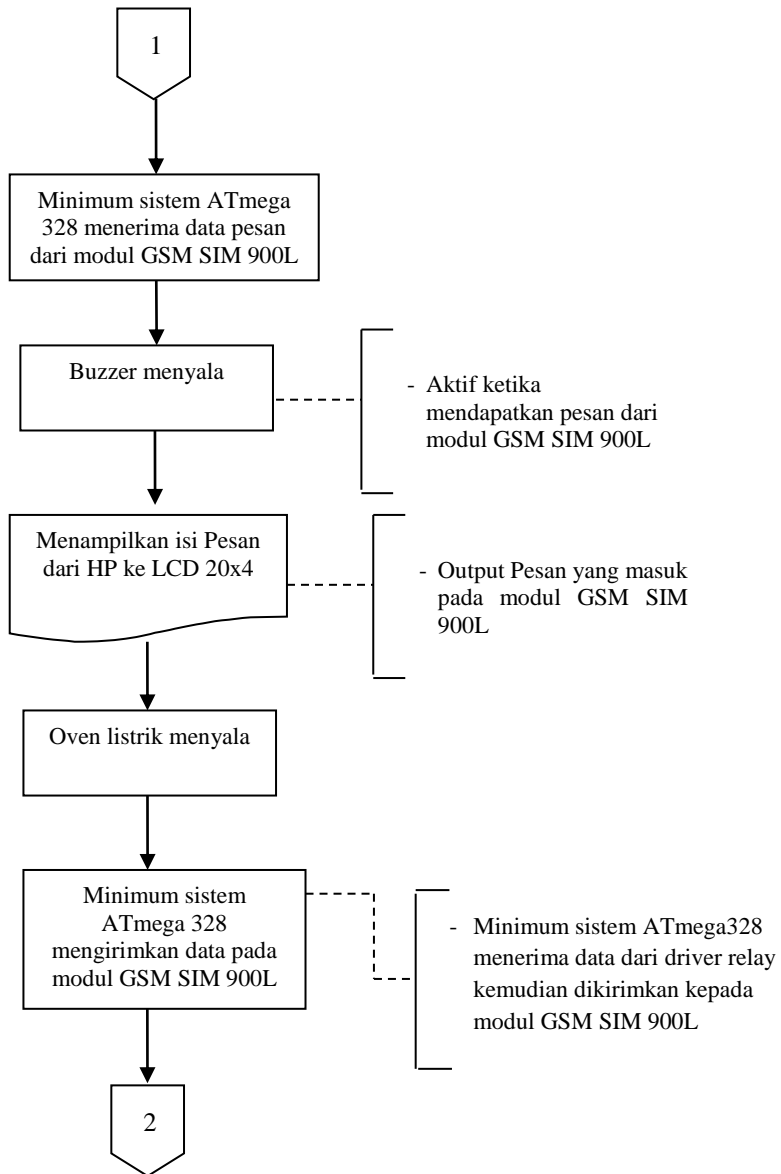 1
Minimum sistem ATmega
328 menerima data pesan
dari modul GSM SIM 900L
Buzzer menyala
- Aktif ketika
mendapatkan pesan dari
modul GSM SIM 900L
Menampilkan isi Pesan
dari HP ke LCD 20x4
- Output Pesan yang masuk
pada modul GSM SIM
900L
Oven listrik menyala
Minimum sistem
ATmega 328
mengirimkan data pada
modul GSM SIM 900L
- Minimum sistem ATmega328
menerima data dari driver relay
kemudian dikirimkan kepada
modul GSM SIM 900L
2